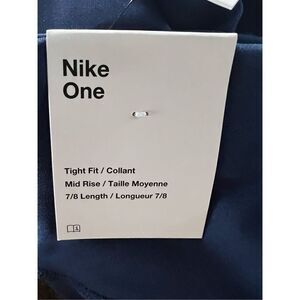 Nike
One
Tight Fit / Collant
Mid Rise / Taille Moyenne
7/8 Length / Longueur 7/8